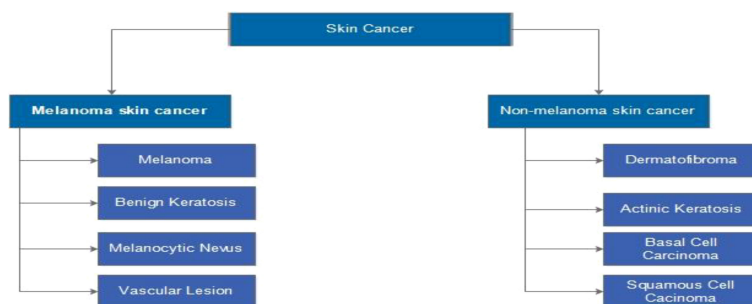 Skin Cancer
Melanoma skin cancer
Non-melanoma skin cancer
Melanoma
Benign Keratosis
Melanocytic Nevus
Vascular Lesion
Dermatofibroma
Actinic Keratosis
Basal Cell
Carcinoma
Squamous Cell
Cacinoma